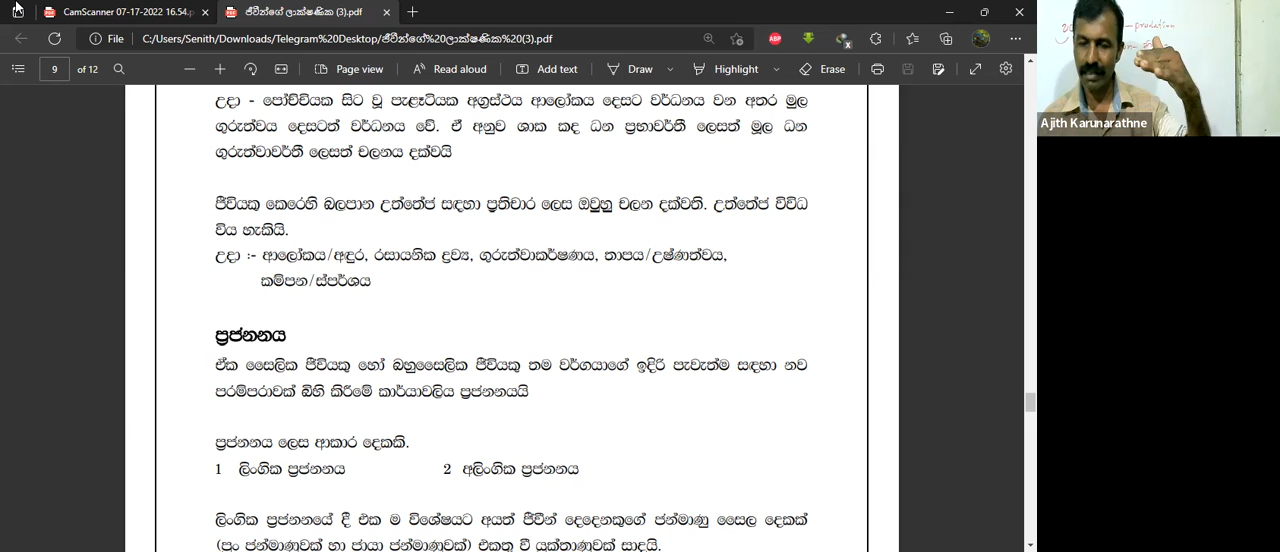 CamScanner 07-17-2022 16.54.p
ජීවීන්ගේ ලාක්ෂණික (3).pdf
File C:/Users/Senith/Downloads/Telegram%20Desktop/ජීවීන්ගේ%20ලාක්ෂණික%20(3).pdf
9 of 12 Page view Read aloud Add text Draw Highlight Erase
predation
Ajith Karunarathne
උදා - පෝච්චියක සිට වූ පැළෑටියක අග්‍රස්ථය ආලෝකය දෙසට වර්ධනය වන අතර මුල
ගුරුත්වය දෙසටත් වර්ධනය වේ. ඒ අනුව ශාක කද ධන ප්‍රභාවර්තී ලෙසත් මූල ධන
ගුරුත්වාවර්තී ලෙසත් චලනය දක්වයි
ජීවියකු කෙරෙහි බලපාන උත්තේජ සඳහා ප්‍රතිචාර ලෙස ඔවුහු චලන දක්වති. උත්තේජ විවිධ
විය හැකියි.
උදා :- ආලෝකය/අඳුර, රසායනික ද්‍රව්‍ය, ගුරුත්වාකර්ෂණය, තාපය/උෂ්ණත්වය,
කම්පන/ස්පර්ශය
ප්‍රජනනය
ඒක සෛලික ජීවියකු හෝ බහුසෛලික ජීවියකු තම වර්ගයාගේ ඉදිරි පැවැත්ම සඳහා නව
පරම්පරාවක් බිහි කිරීමේ කාර්යාවලිය ප්‍රජනනයයි
ප්‍රජනනය ලෙස ආකාර දෙකකි.
1 ලිංගික ප්‍රජනනය 2 අලිංගික ප්‍රජනනය
ලිංගික ප්‍රජනනයේ දී එක ම විශේෂයට අයත් ජීවීන් දෙදෙනකුගේ ජන්මාණු සෛල දෙකක්
(පුං ජන්මාණුවක් හා ජායා ජන්මාණුවක්) එකතු වී යුක්තාණුවක් සාදයි.